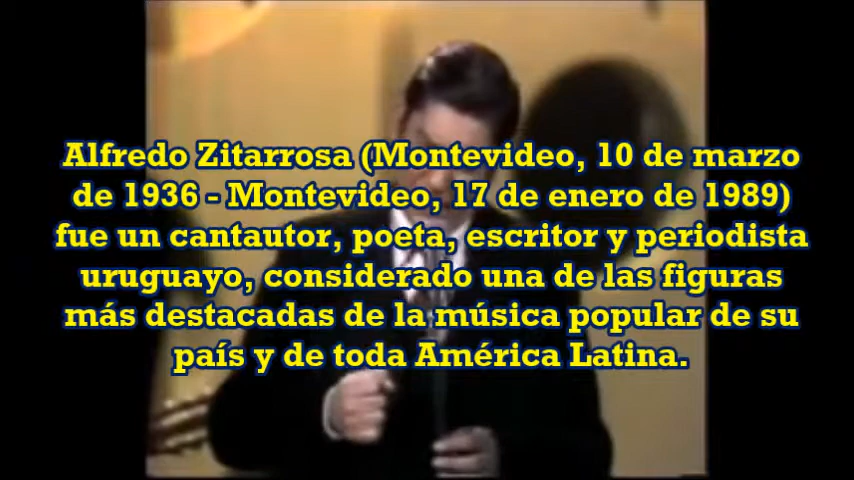 Alfredo Zitarrosa (Montevideo, 10 de marzo
de 1936 - Montevideo, 17 de enero de 1989)
fue un cantautor, poeta, escritor y periodista
uruguayo, considerado una de las figuras
más destacadas de la música popular de su
país y de toda América Latina.